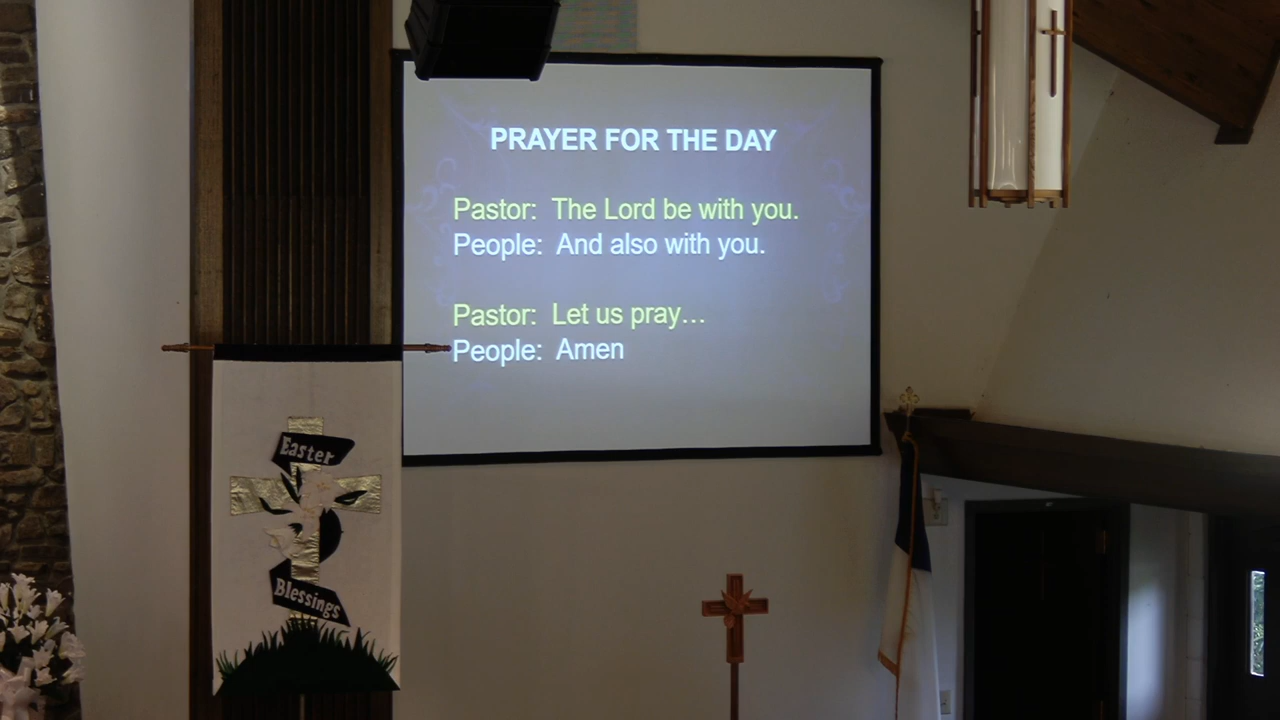 PRAYER FOR THE DAY
Pastor: The Lord be with you.
People: And also with you.
Pastor: Let us pray...
People: Amen
Easter
Blessings